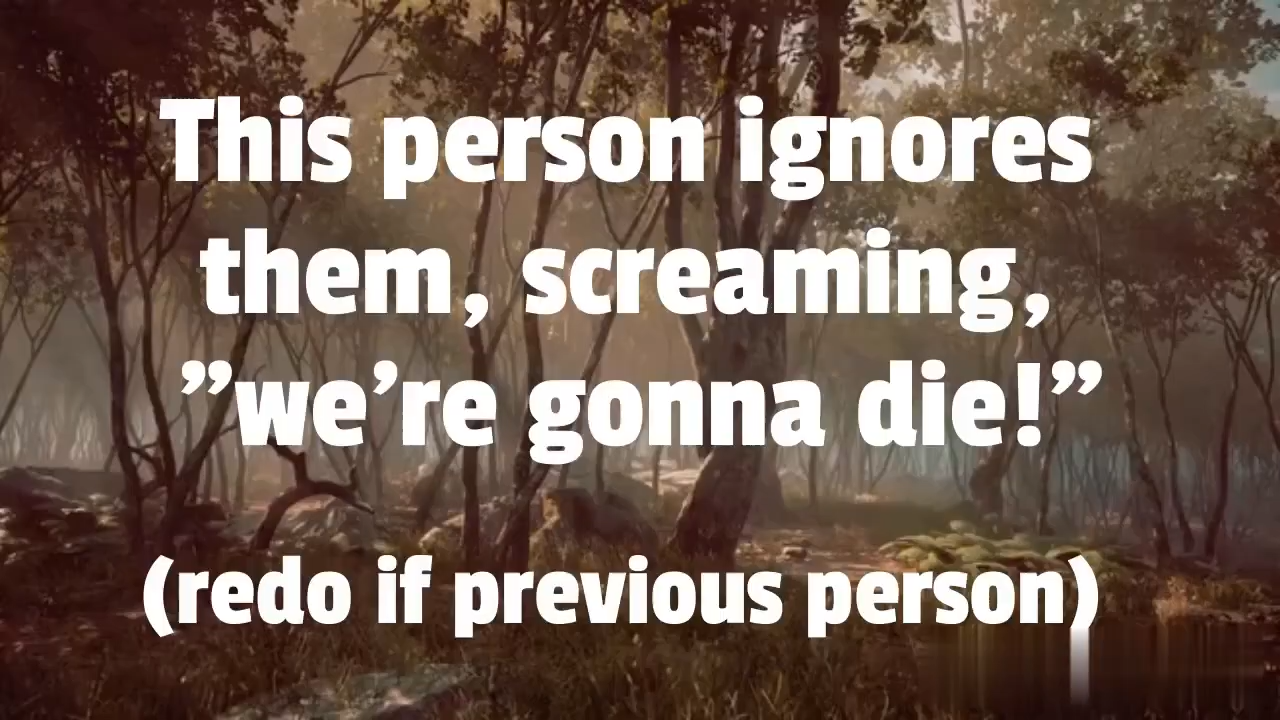 This person ignores
them, screaming,
”we’re gonna die!”
(redo if previous person)